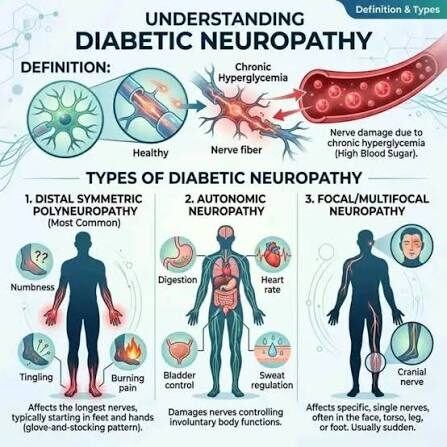 Definition & Types
UNDERSTANDING
DIABETIC NEUROPATHY
DEFINITION:
Chronic
Hyperglycemia
Healthy
Nerve fiber
Nerve damage due to
chronic hyperglycemia
(High Blood Sugar).
TYPES OF DIABETIC NEUROPATHY
1. DISTAL SYMMETRIC
POLYNEUROPATHY
(Most Common)
??
Numbness
Tingling
Burning
pain
Affects the longest nerves,
typically starting in feet and hands
(glove-and-stocking pattern).
2. AUTONOMIC
NEUROPATHY
Digestion
Heart
rate
Bladder
control
Sweat
regulation
Damages nerves controlling
involuntary body functions.
3. FOCAL/MULTIFOCAL
NEUROPATHY
Cranial
nerve
Affects specific, single nerves,
often in the face, torso, leg,
or foot. Usually sudden.